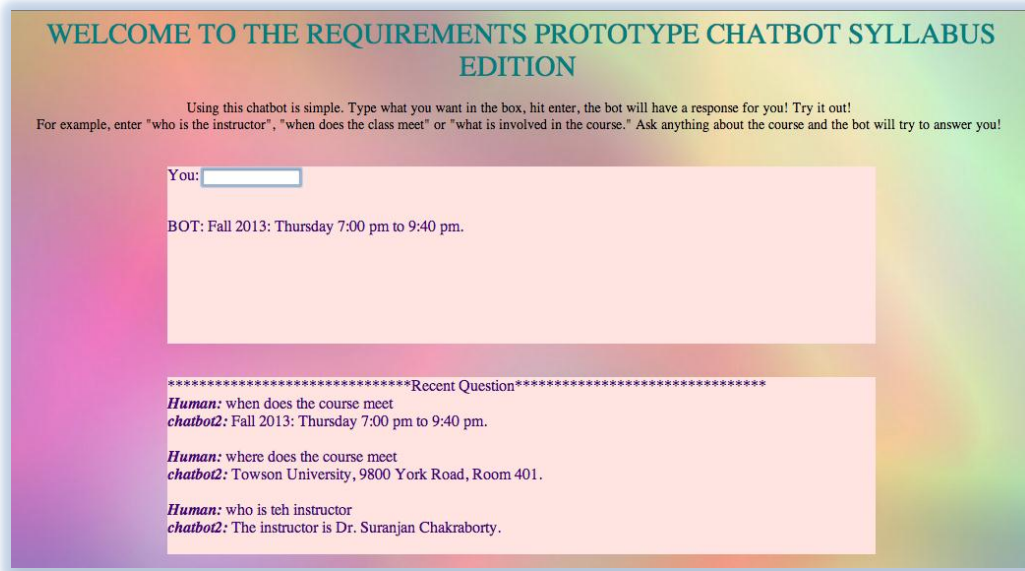 WELCOME TO THE REQUIREMENTS PROTOTYPE CHATBOT SYLLABUS
EDITION
Using this chatbot is simple. Type what you want in the box, hit enter, the bot will have a response for you! Try it out!
For example, enter "who is the instructor", "when does the class meet" or "what is involved in the course." Ask anything about the course and the bot will try to answer you!
You:
BOT: Fall 2013: Thursday 7:00 pm to 9:40 pm.
*******************************Recent Question********************************
Human: when does the course meet
chatbot2: Fall 2013: Thursday 7:00 pm to 9:40 pm.
Human: where does the course meet
chatbot2: Towson University, 9800 York Road, Room 401.
Human: who is teh instructor
chatbot2: The instructor is Dr. Suranjan Chakraborty.